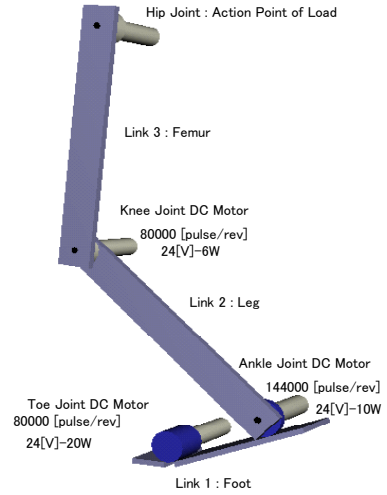 Hip Joint : Action Point of Load
Link 3 : Femur
Knee Joint DC Motor
80000 [pulse/rev]
24[V]-6W
Link 2 : Leg
Ankle Joint DC Motor
144000 [pulse/rev]
24[V]-10W
Toe Joint DC Motor
80000 [pulse/rev]
24[V]-20W
Link 1 : Foot